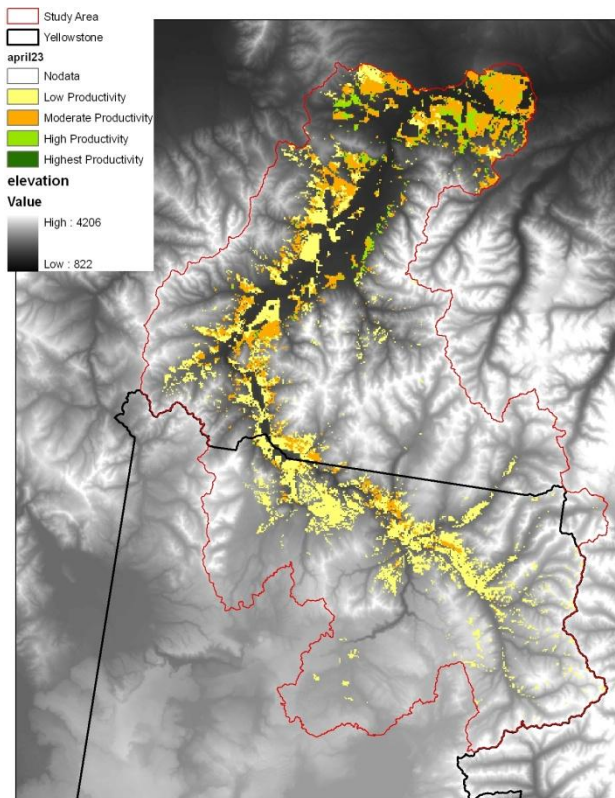 Study Area
Yellowstone
april23
Nodata
Low Productivity
Moderate Productivity
High Productivity
Highest Productivity
elevation
Value
High : 4206
Low : 822